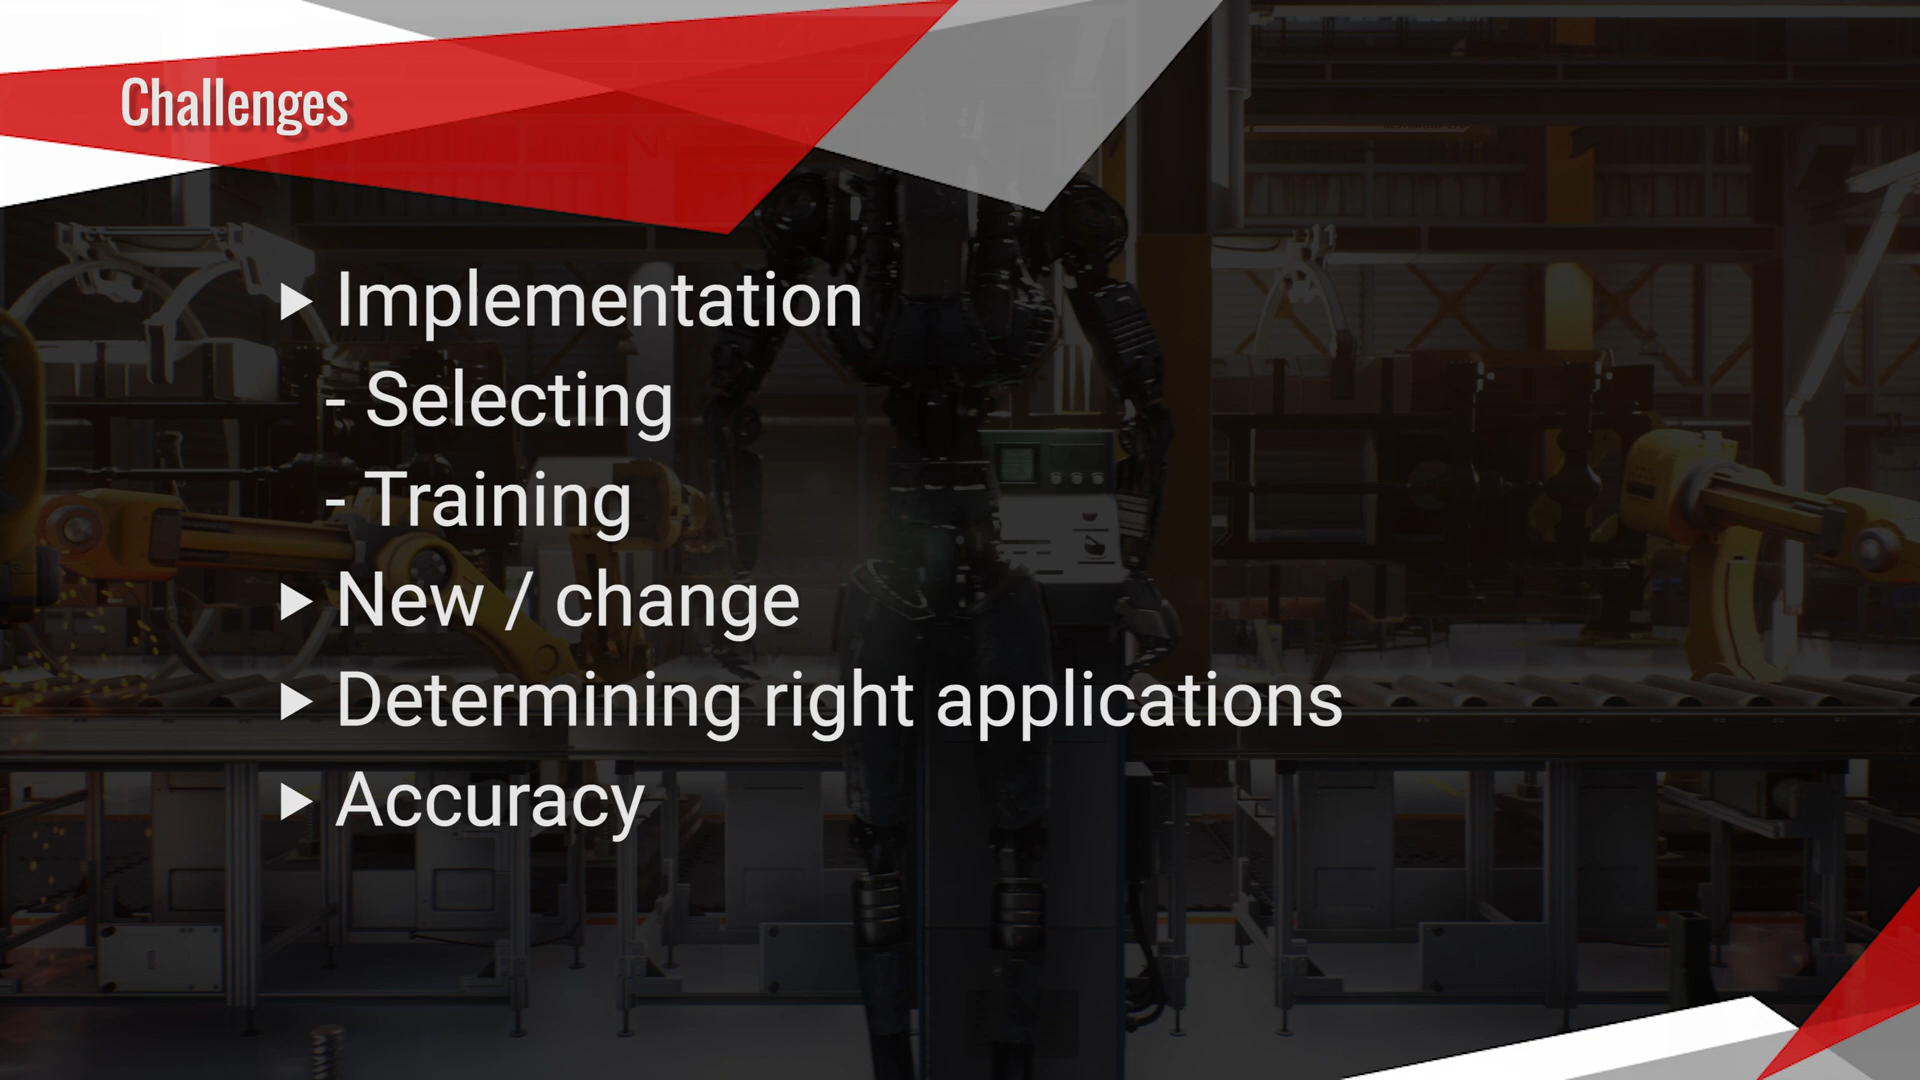 Challenges
▶ Implementation
- Selecting
- Training
▶ New / change
▶ Determining right applications
▶ Accuracy